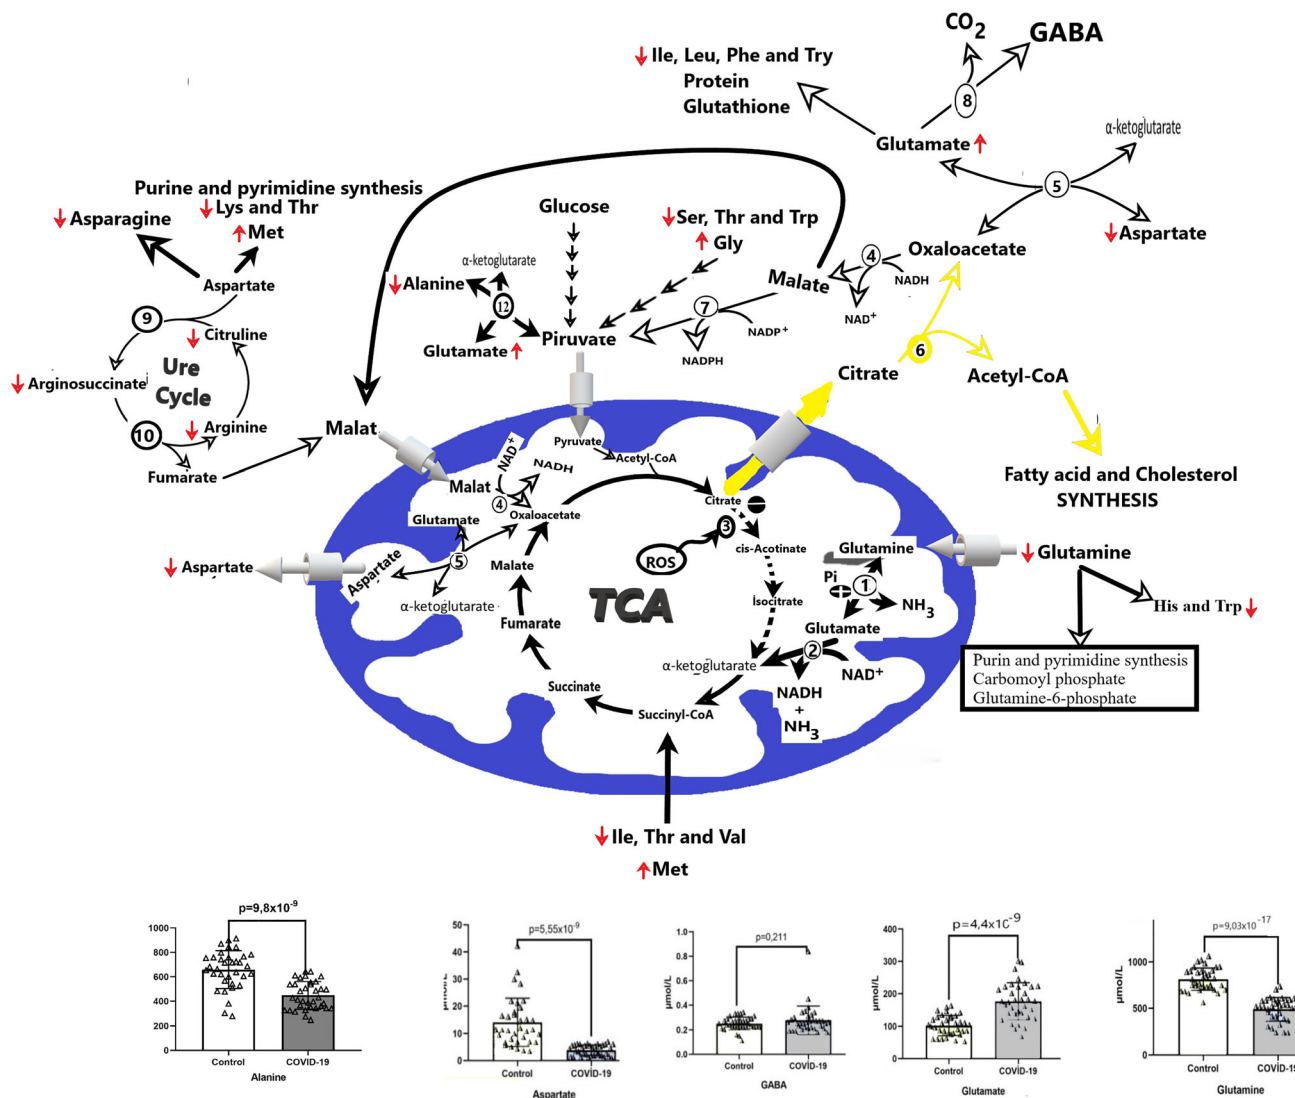 CO2
GABA
Ile, Leu, Phe and Try
Protein
Glutathione
8
Glutamate
α-ketoglutarate
5
Aspartate
Oxaloacetate
4
NADH
NAD+
Malate
Purine and pyrimidine synthesis
Lys and Thr
Asparagine
Met
Aspartate
9
Citruline
Arginosuccinate
Ure
Cycle
10
Arginine
Fumarate
Glucose
Ser, Thr and Trp
Gly
α-ketoglutarate
Alanine
12
Glutamate
Piruvate
7
NADP+
NADPH
Citrate
6
Acetyl-CoA
Fatty acid and Cholesterol
SYNTHESIS
Malat
Pyruvate
Acetyl-CoA
NAD+
NADH
Malat
4
Oxaloacetate
Glutamate
5
Aspartate
Aspartate
α-ketoglutarate
Malate
Fumarate
Succinate
Succinyl-CoA
TCA
ROS
3
Citrate
cis-Acotinate
isocitrate
α-ketoglutarate
Glutamine
Pi
1
NH3
Glutamate
2
NAD+
NADH
+
NH3
Glutamine
His and Trp
Purin and pyrimidine synthesis
Carbomoyl phosphate
Glutamine-6-phosphate
Ile, Thr and Val
Met
p=9,8x10-9
1000
800
600
400
200
0
Control
COVID-19
Alanine
p=5,55x10-9
50
40
30
20
10
0
Control
COVID-19
Aspartate
p=0,211
µmol/L
1.0
0.8
0.6
0.4
0.2
0.0
Control
COVID-19
GABA
p=4,4x10-9
µmol/L
400
300
200
100
0
Control
COVID-19
Glutamate
p=9,03x10-17
µmol/L
1000
500
0
Control
COVID-19
Glutamine